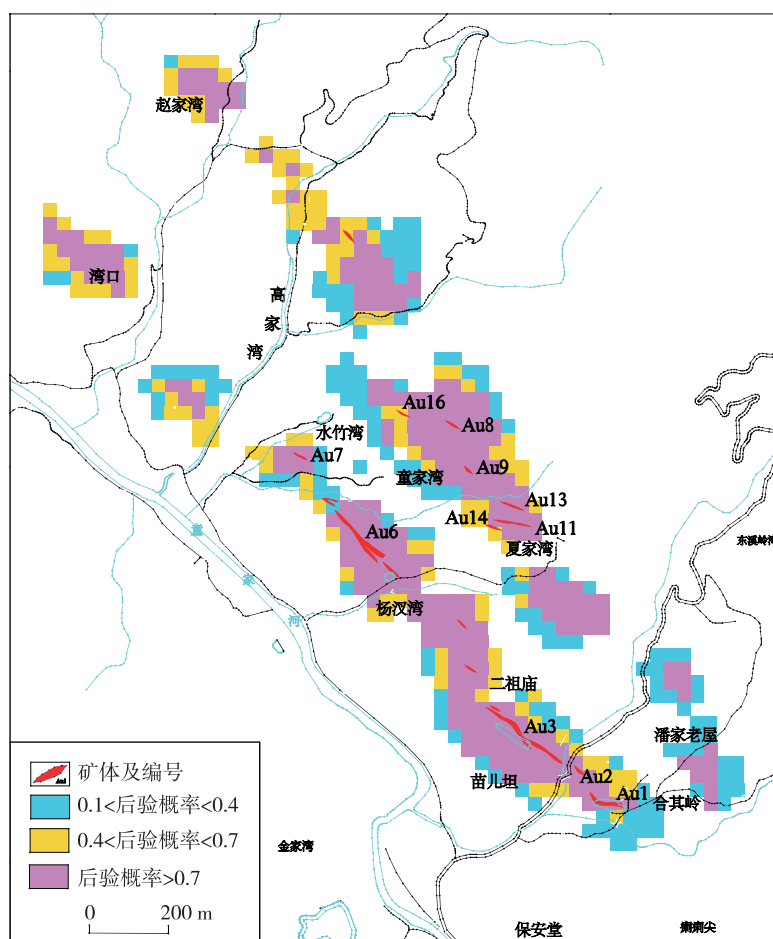 赵家湾
湾口
高家湾
水竹湾
Au16
Au8
Au7
Au9
童家湾
Au13
Au14
Au11
Au6
夏家湾
东溪岭
家河
杨汊湾
二祖庙
Au3
潘家老屋
苗儿坦
Au2
Au1
合其岭
矿体及编号
0.1<后验概率<0.4
0.4<后验概率<0.7
后验概率>0.7
0 200 m
金家湾
保安堂